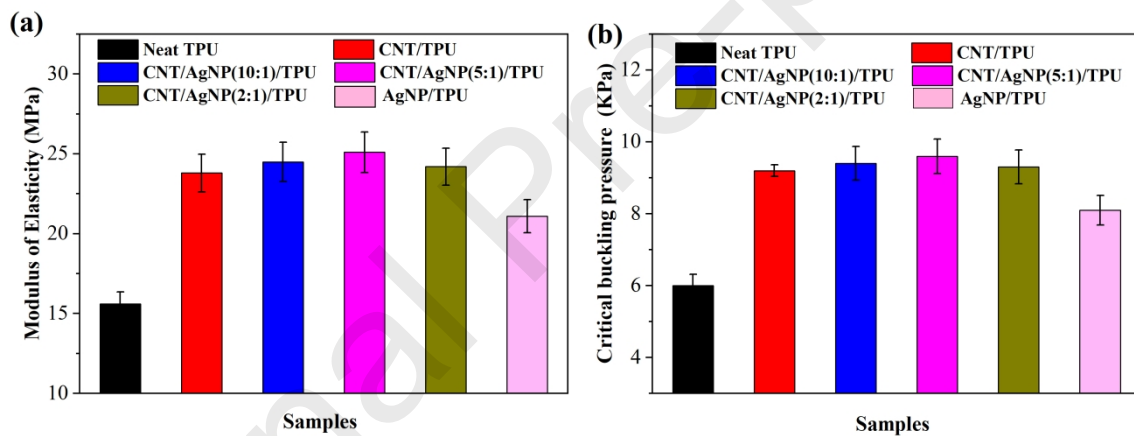 (a)
Neat TPU
CNT/TPU
CNT/AgNP(10:1)/TPU
CNT/AgNP(5:1)/TPU
CNT/AgNP(2:1)/TPU
AgNP/TPU
Modulus of Elasticity (MPa)
30
25
20
15
10
Samples
(b)
Neat TPU
CNT/TPU
CNT/AgNP(10:1)/TPU
CNT/AgNP(5:1)/TPU
CNT/AgNP(2:1)/TPU
AgNP/TPU
Critical buckling pressure (KPa)
12
10
8
6
4
Samples
nal Pre-p